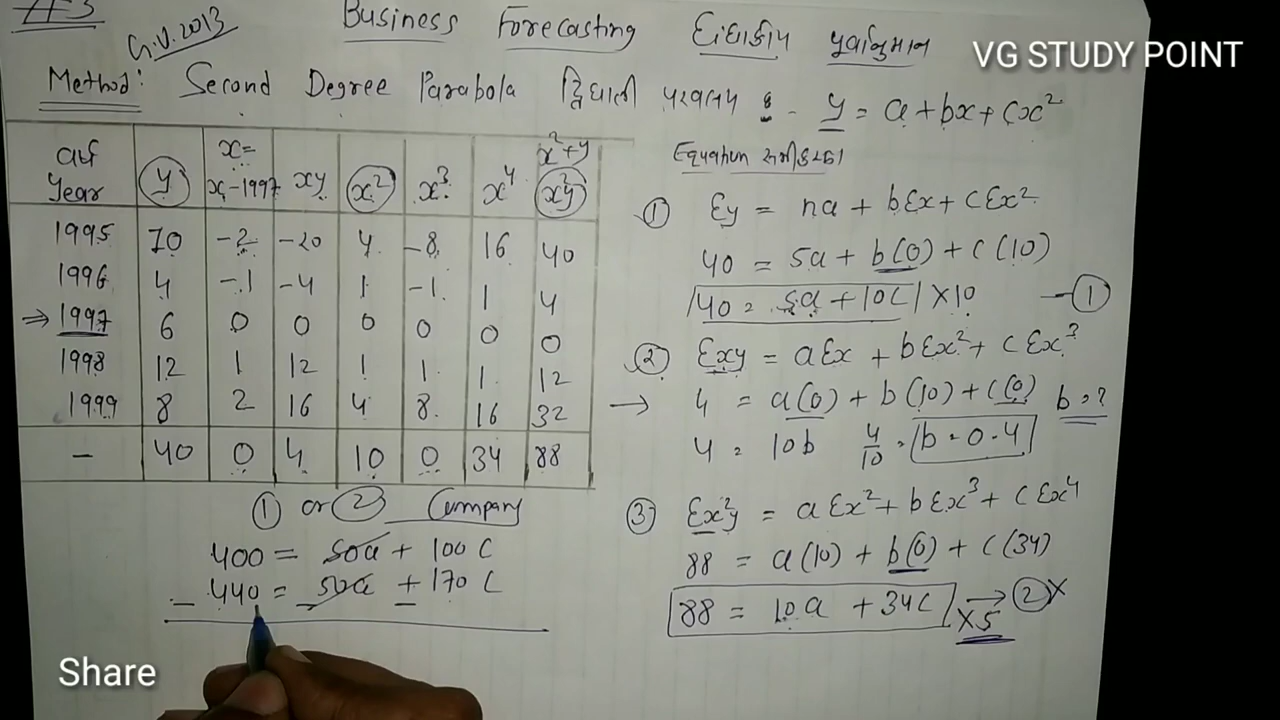 #3
G.U.2013
Business Forecasting ધંધાકીય પૂર્વાનુમાન
VG STUDY POINT
Method: Second Degree Parabola દ્વિઘાતી પરવલય :- y = a + bx + cx²
વર્ષ Year | y | x= x-1997 | xy | x² | x³ | x⁴ | x²+y x²y
1995 | 10 | -2 | -20 | 4 | -8 | 16 | 40
1996 | 4 | -1 | -4 | 1 | -1 | 1 | 4
⇒ 1997 | 6 | 0 | 0 | 0 | 0 | 0 | 0
1998 | 12 | 1 | 12 | 1 | 1 | 1 | 12
1999 | 8 | 2 | 16 | 4 | 8 | 16 | 32
- | 40 | 0 | 4 | 10 | 0 | 34 | 88
① or ② Company
400 = 50a + 100 C
- 440 = - 50a + 170 C
-
Equation સમીકરણ
① Σy = na + bΣx + cΣx²
40 = 5a + b(0) + c(10)
40 = 5a + 10c X10 - ①
② Σxy = aΣx + bΣx² + cΣx³
→ 4 = a(0) + b(10) + c(0) b = ?
4 = 10b 4/10 = b = 0.4
③ Σx²y = aΣx² + bΣx³ + cΣx⁴
88 = a(10) + b(0) + c(34)
88 = 10a + 34c → ② X
X5
Share